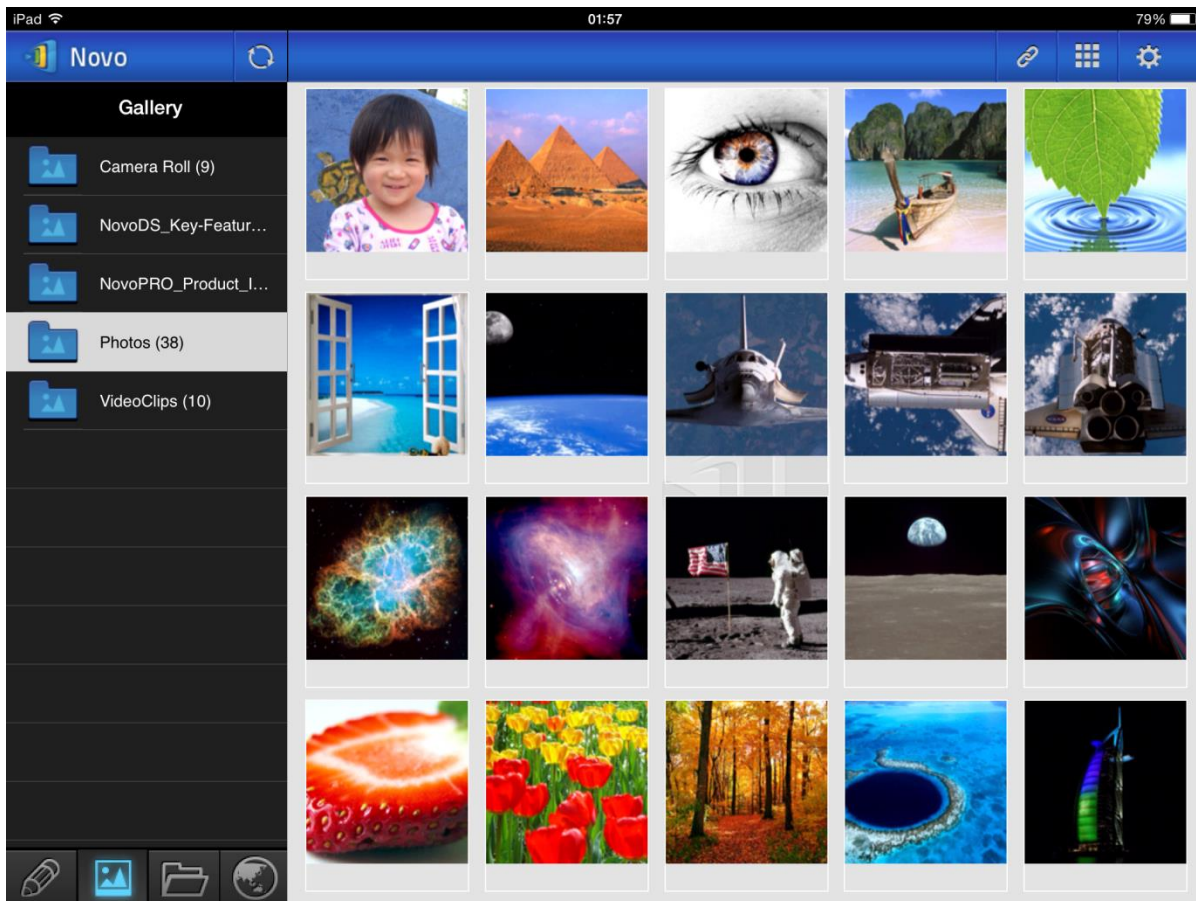 iPad 01:57 79%
Novo
Gallery
Camera Roll (9)
NovoDS_Key-Featur...
NovoPRO_Product_I...
Photos (38)
VideoClips (10)